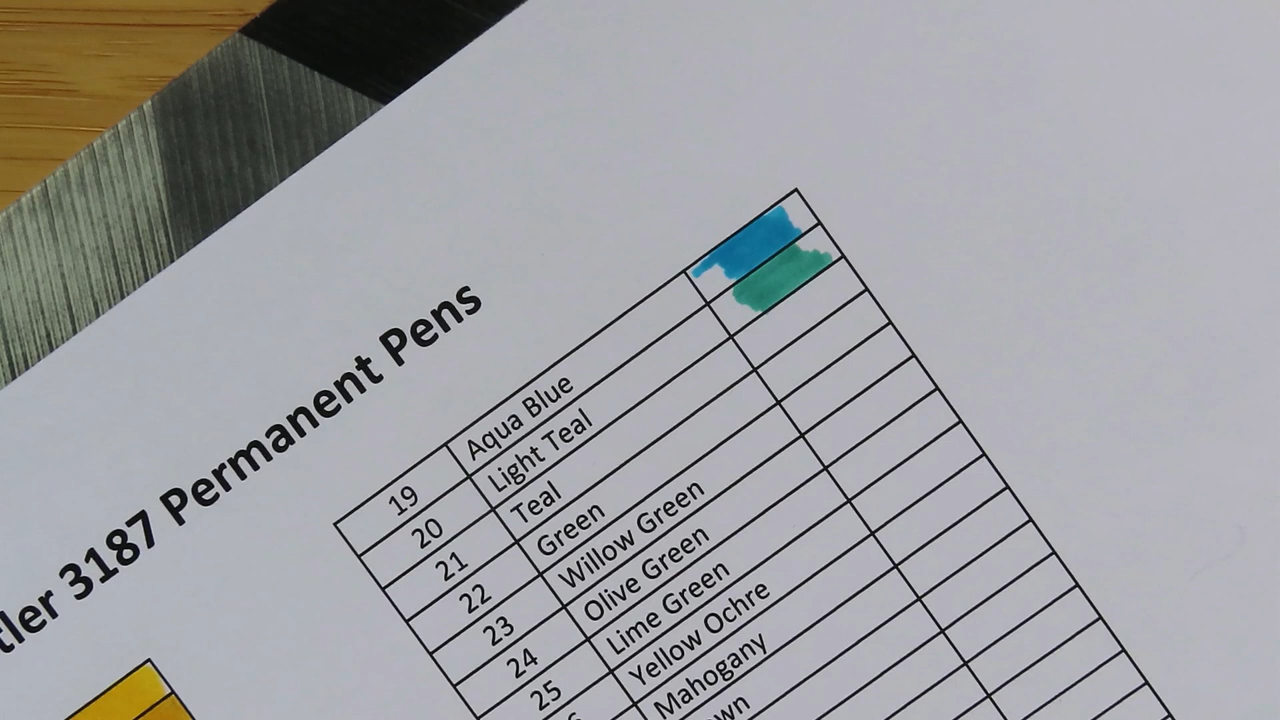 tler 3187 Permanent Pens
19 Aqua Blue
20 Light Teal
21 Teal
22 Green
23 Willow Green
24 Olive Green
25 Lime Green
Yellow Ochre
Mahogany